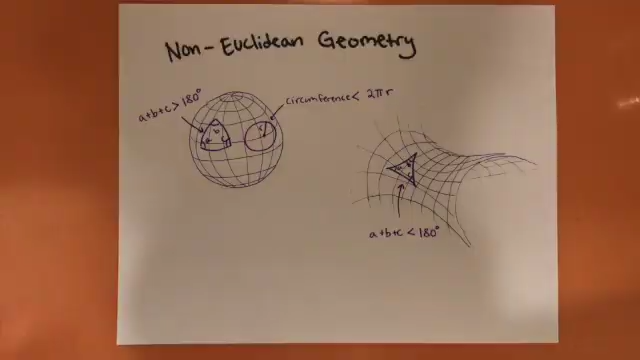 Non-Euclidean Geometry
a+b+c > 180°
circumference < 2πr
a+b+c < 180°